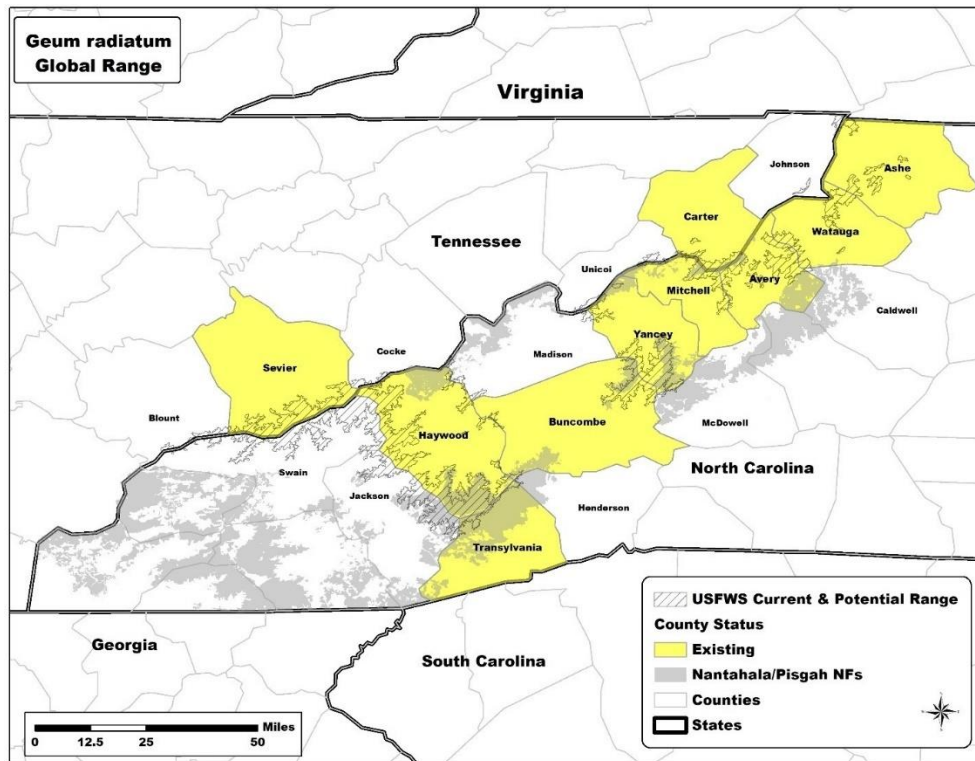 Geum radiatum
Global Range
Virginia
Johnson
Ashe
Carter
Watauga
Tennessee
Unicoi
Avery
Mitchell
Caldwell
Yancey
Cocke
Madison
Sevier
Blount
Buncombe
McDowell
Haywood
North Carolina
Swain
Jackson
Henderson
Transylvania
Georgia
South Carolina
USFWS Current & Potential Range
County Status
Existing
Nantahala/Pisgah NFs
Counties
States
Miles
0 12.5 25 50